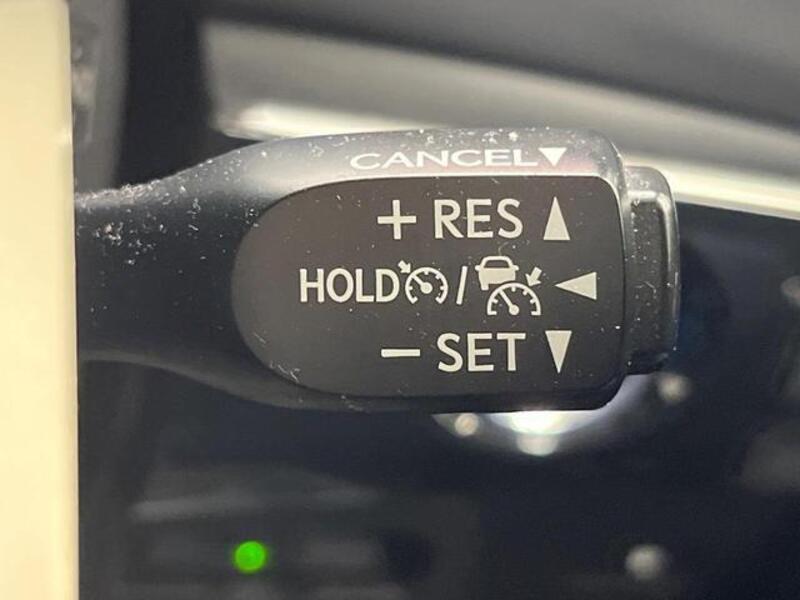 CANCEL
+ RES
HOLD /
- SET